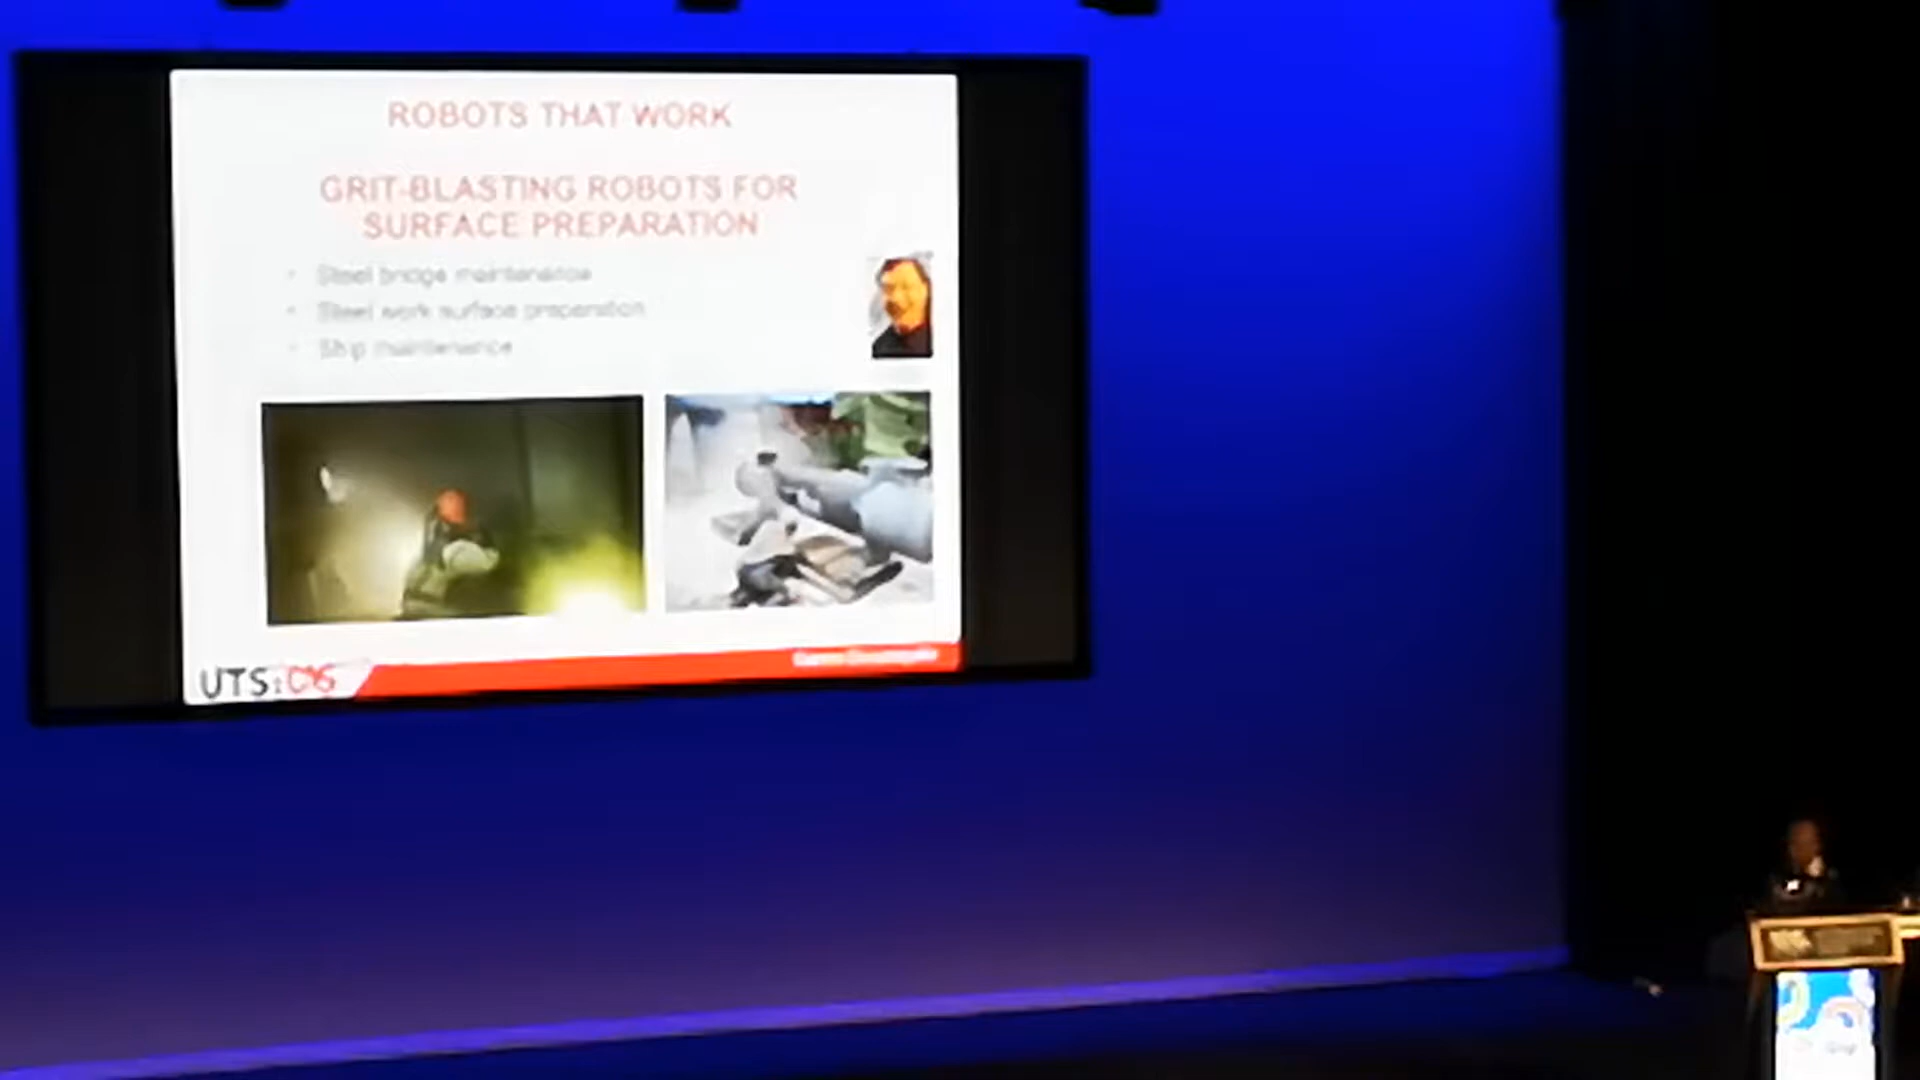 ROBOTS THAT WORK
GRIT-BLASTING ROBOTS FOR
SURFACE PREPARATION
• Steel bridge maintenance
• Steel work surface preparation
• Ship maintenance
UTS:CAS